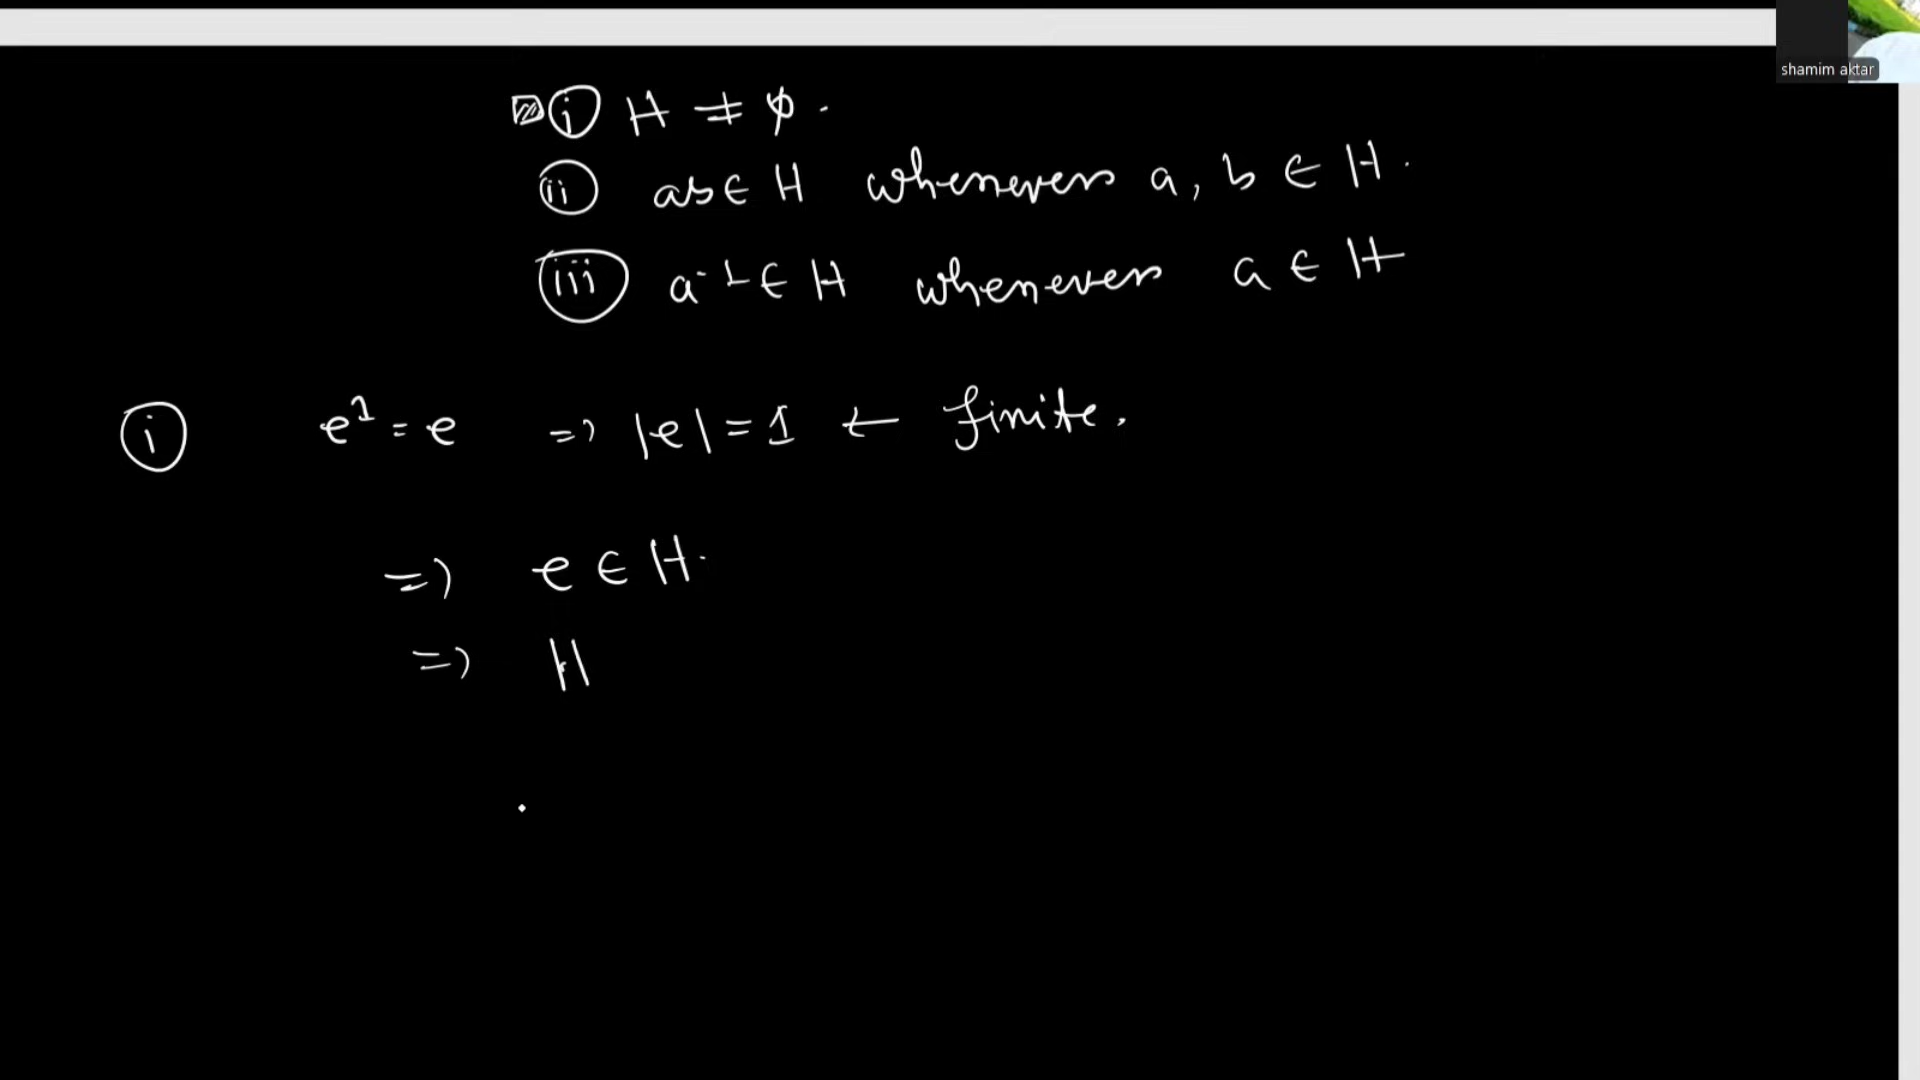 shamim aktar
(i) H ≠ φ.
(ii) ab ∈ H whenever a, b ∈ H.
(iii) a⁻¹ ∈ H whenever a ∈ H
(i) e¹ = e ⇒ |e| = 1 ← finite.
⇒ e ∈ H.
⇒ H